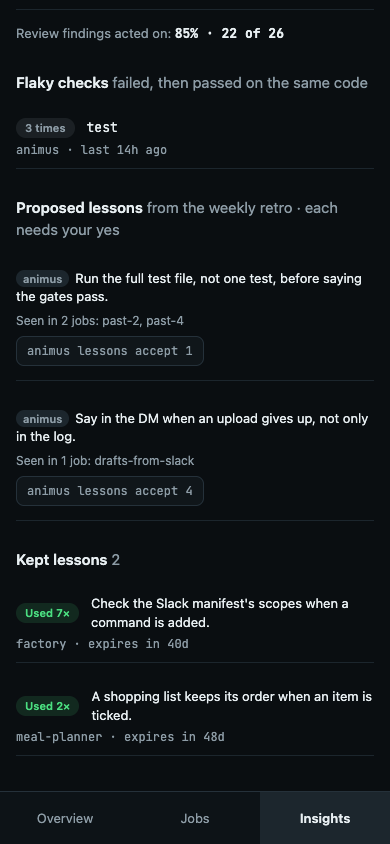 Review findings acted on: 85% · 22 of 26
Flaky checks failed, then passed on the same code
3 times test
animus · last 14h ago
Proposed lessons from the weekly retro · each
needs your yes
animus Run the full test file, not one test, before saying
the gates pass.
Seen in 2 jobs: past-2, past-4
animus lessons accept 1
animus Say in the DM when an upload gives up, not only
in the log.
Seen in 1 job: drafts-from-slack
animus lessons accept 4
Kept lessons 2
Used 7× Check the Slack manifest's scopes when a
command is added.
factory · expires in 40d
Used 2× A shopping list keeps its order when an item is
ticked.
meal-planner · expires in 48d
Overview Jobs Insights